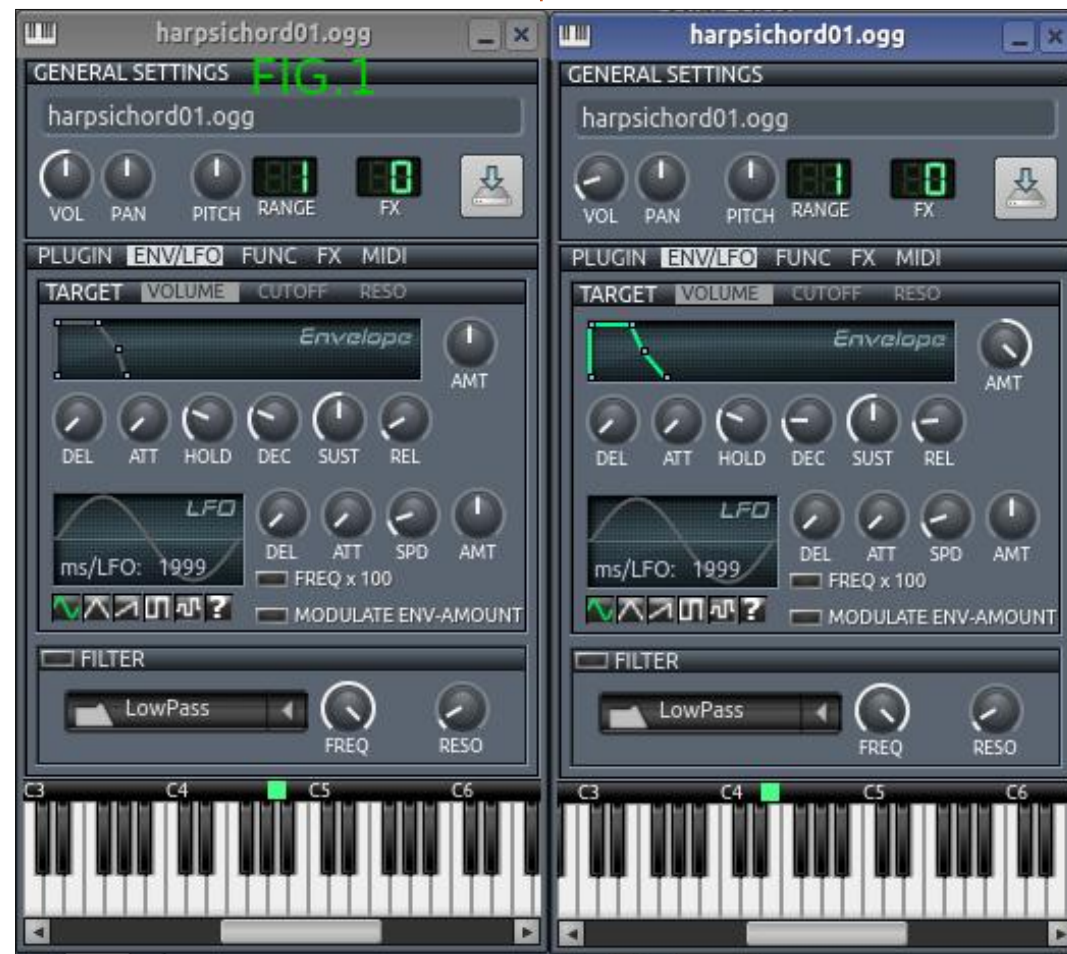 harpsichord01.ogg
GENERAL SETTINGS
FIG.1
harpsichord01.ogg
1 0
VOL PAN PITCH RANGE FX
PLUGIN ENV/LFO FUNC FX MIDI
TARGET VOLUME CUTOFF RESO
Envelope
AMT
DEL ATT HOLD DEC SUST REL
LFO
ms/LFO: 1999
DEL ATT SPD AMT
FREQ x 100
?
MODULATE ENV-AMOUNT
FILTER
LowPass
FREQ RESO
C3 C4 C5 C6
harpsichord01.ogg
GENERAL SETTINGS
harpsichord01.ogg
1 0
VOL PAN PITCH RANGE FX
PLUGIN ENV/LFO FUNC FX MIDI
TARGET VOLUME CUTOFF RESO
Envelope
AMT
DEL ATT HOLD DEC SUST REL
LFO
ms/LFO: 1999
DEL ATT SPD AMT
FREQ x 100
?
MODULATE ENV-AMOUNT
FILTER
LowPass
FREQ RESO
C3 C4 C5 C6